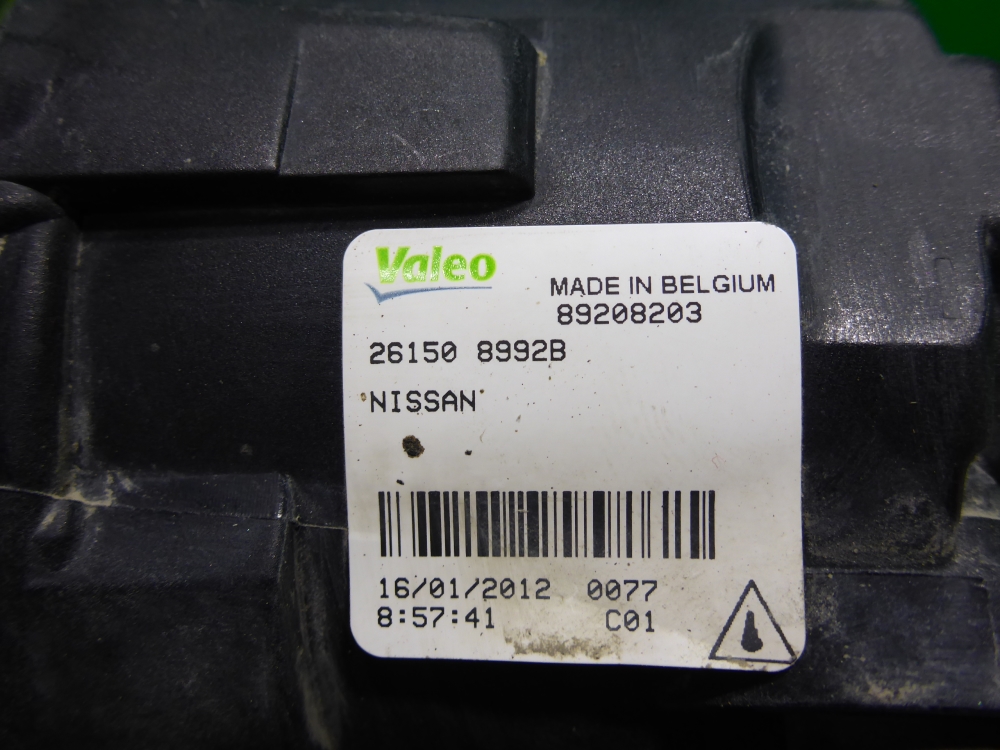 Valeo
MADE IN BELGIUM
89208203
26150 8992B
NISSAN
16/01/2012 0077
8:57:41 C01